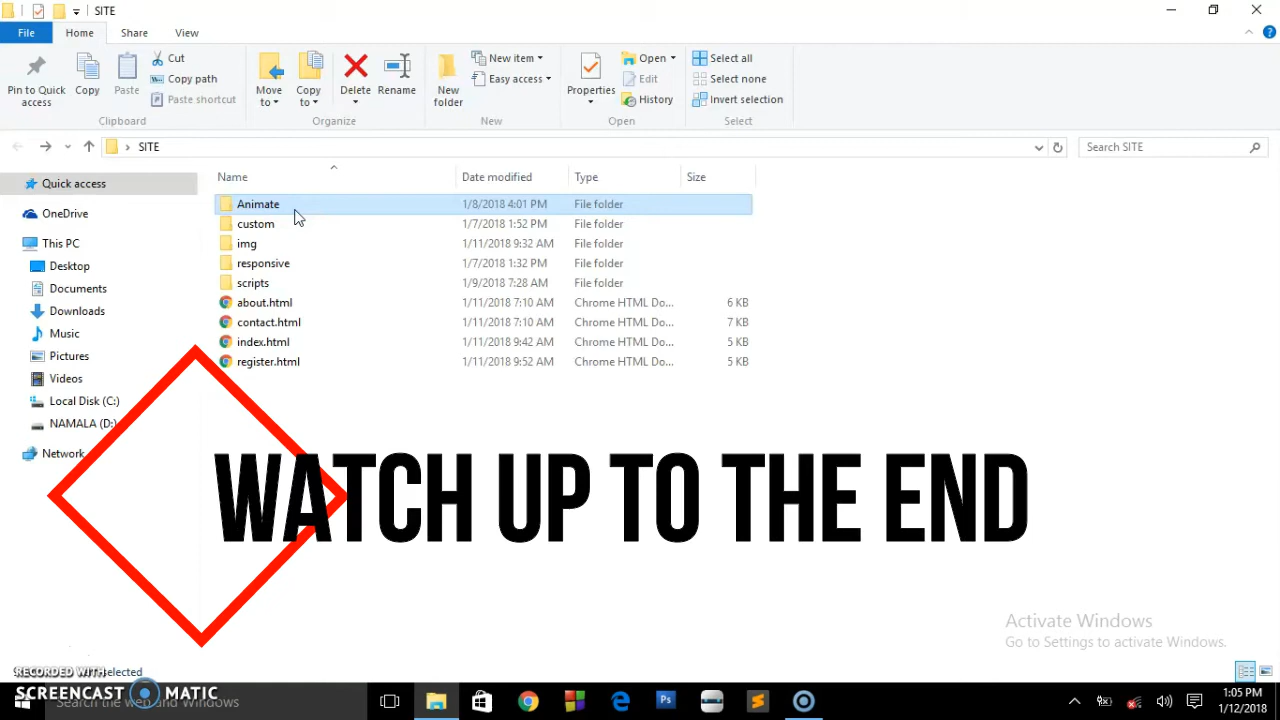 SITE
File Home Share View
Pin to Quick access
Copy
Paste
Cut
Copy path
Paste shortcut
Clipboard
Move to
Copy to
Delete
Rename
Organize
New folder
New item
Easy access
New
Properties
Open
Edit
History
Open
Select all
Select none
Invert selection
Select
SITE
Search SITE
Name Date modified Type Size
Animate 1/8/2018 4:01 PM File folder
custom 1/7/2018 1:52 PM File folder
img 1/11/2018 9:32 AM File folder
responsive 1/7/2018 1:32 PM File folder
scripts 1/9/2018 7:28 AM File folder
about.html 1/11/2018 7:10 AM Chrome HTML Do... 6 KB
contact.html 1/11/2018 7:10 AM Chrome HTML Do... 7 KB
index.html 1/11/2018 9:42 AM Chrome HTML Do... 5 KB
register.html 1/11/2018 9:52 AM Chrome HTML Do... 5 KB
Quick access
OneDrive
This PC
Desktop
Documents
Downloads
Music
Pictures
Videos
Local Disk (C:)
NAMALA (D:)
Network
WATCH UP TO THE END
Activate Windows
Go to Settings to activate Windows.
RECORDED WITH
SCREENCAST MATIC
Search the web and Windows
Ps
1:05 PM
1/12/2018